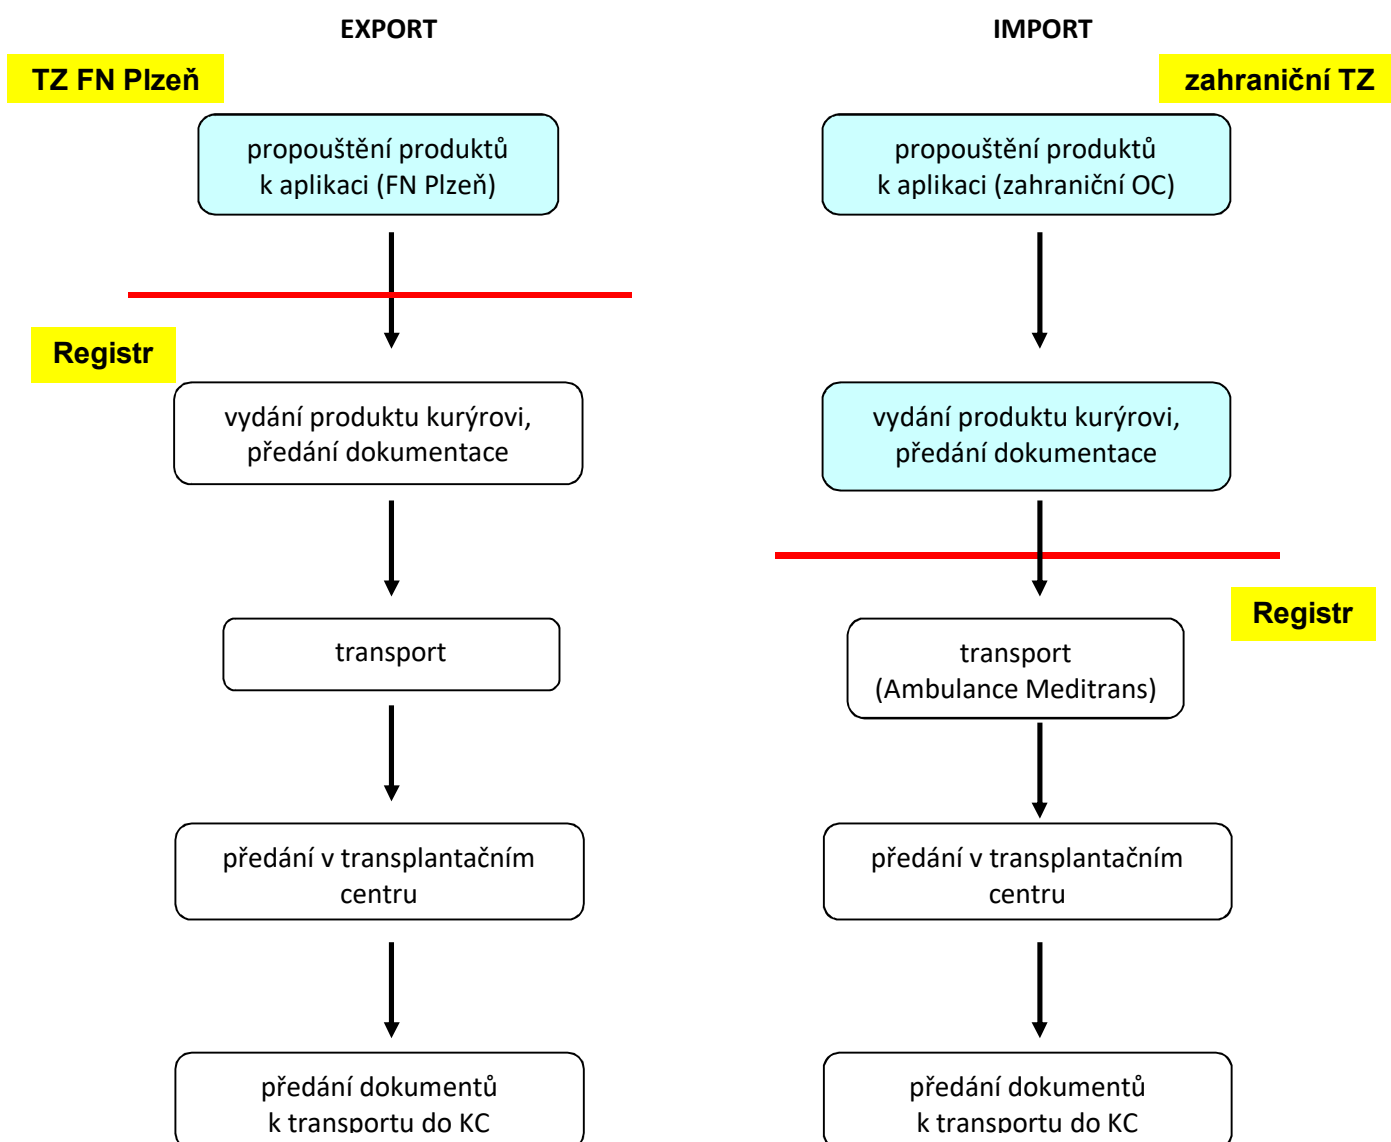 EXPORT
TZ FN Plzeň
propouštění produktů
k aplikaci (FN Plzeň)
Registr
vydání produktu kurýrovi,
předání dokumentace
transport
předání v transplantačním
centru
předání dokumentů
k transportu do KC
IMPORT
zahraniční TZ
propouštění produktů
k aplikaci (zahraniční OC)
vydání produktu kurýrovi,
předání dokumentace
Registr
transport
(Ambulance Meditrans)
předání v transplantačním
centru
předání dokumentů
k transportu do KC